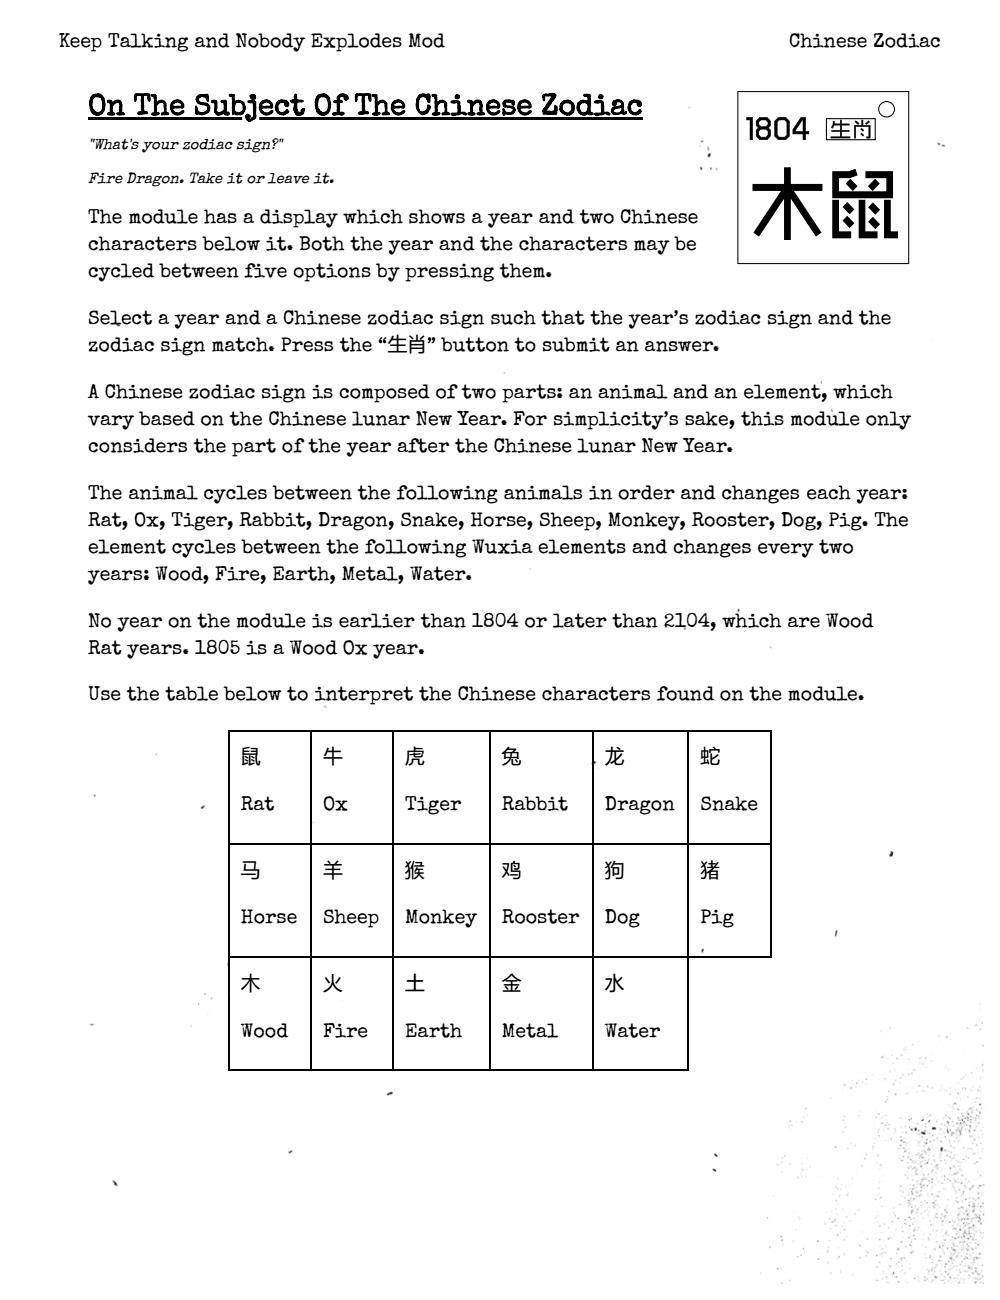 Keep Talking and Nobody Explodes Mod
Chinese Zodiac
On The Subject Of The Chinese Zodiac
"What's your zodiac sign?"
Fire Dragon. Take it or leave it.
1804 生肖
木鼠
The module has a display which shows a year and two Chinese
characters below it. Both the year and the characters may be
cycled between five options by pressing them.
Select a year and a Chinese zodiac sign such that the year's zodiac sign and the
zodiac sign match. Press the “生肖” button to submit an answer.
A Chinese zodiac sign is composed of two parts: an animal and an element, which
vary based on the Chinese lunar New Year. For simplicity's sake, this module only
considers the part of the year after the Chinese lunar New Year.
The animal cycles between the following animals in order and changes each year:
Rat, Ox, Tiger, Rabbit, Dragon, Snake, Horse, Sheep, Monkey, Rooster, Dog, Pig. The
element cycles between the following Wuxia elements and changes every two
years: Wood, Fire, Earth, Metal, Water.
No year on the module is earlier than 1804 or later than 2104, which are Wood
Rat years. 1805 is a Wood Ox year.
Use the table below to interpret the Chinese characters found on the module.
鼠 牛 虎 兔 龙 蛇
Rat Ox Tiger Rabbit Dragon Snake
马 羊 猴 鸡 狗 猪
Horse Sheep Monkey Rooster Dog Pig
木 火 土 金 水
Wood Fire Earth Metal Water